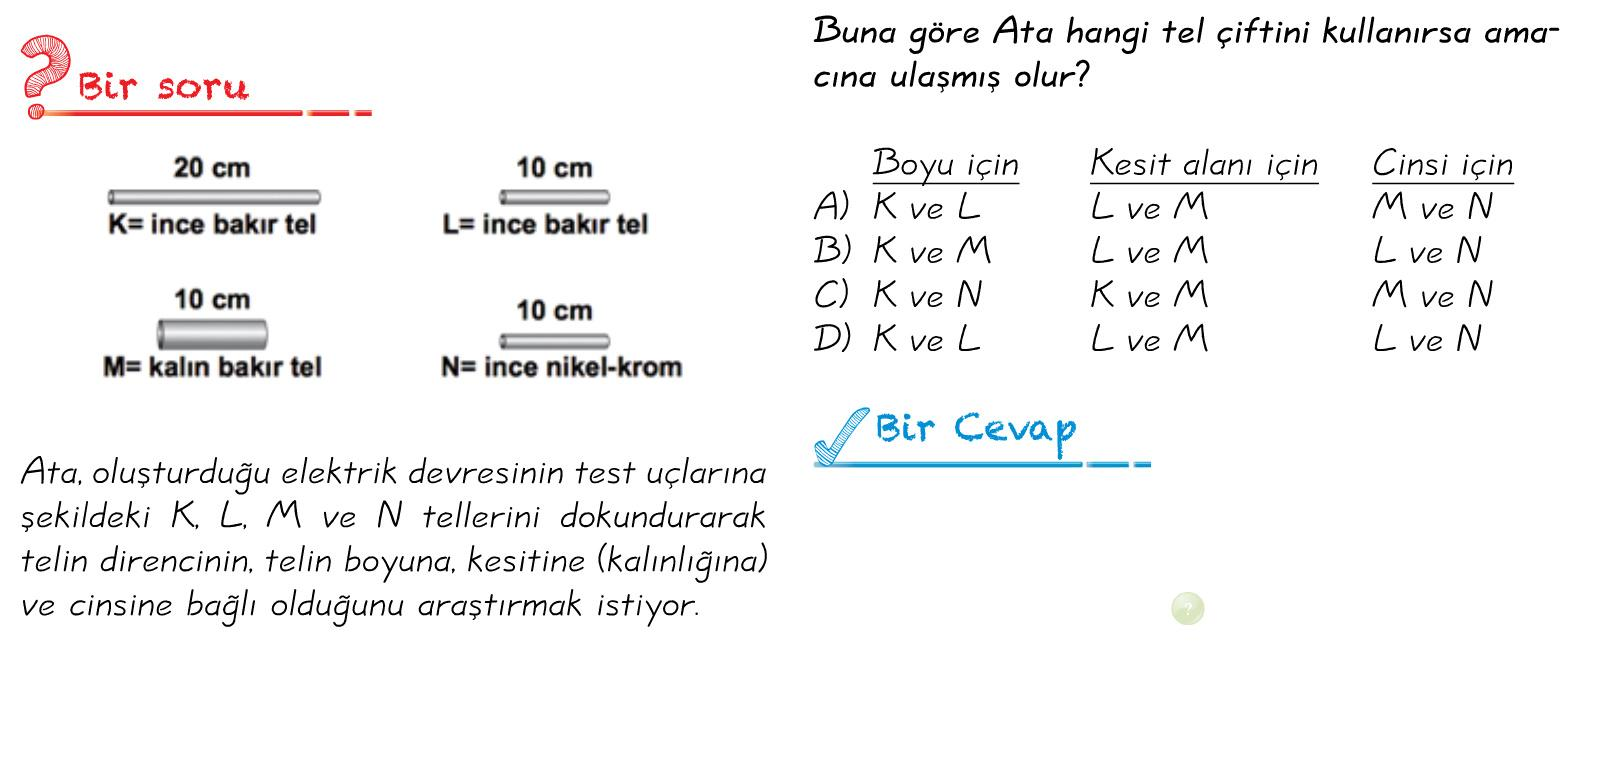 Bir soru
20 cm
K= ince bakır tel
10 cm
L= ince bakır tel
10 cm
M= kalın bakır tel
10 cm
N= ince nikel-krom
Ata, oluşturduğu elektrik devresinin test uçlarına
şekildeki K, L, M ve N tellerini dokundurarak
telin direncinin, telin boyuna, kesitine (kalınlığına)
ve cinsine bağlı olduğunu araştırmak istiyor.
Buna göre Ata hangi tel çiftini kullanırsa ama-
cına ulaşmış olur?
Boyu için Kesit alanı için Cinsi için
A) K ve L L ve M M ve N
B) K ve M L ve M L ve N
C) K ve N K ve M M ve N
D) K ve L L ve M L ve N
Bir Cevap
?